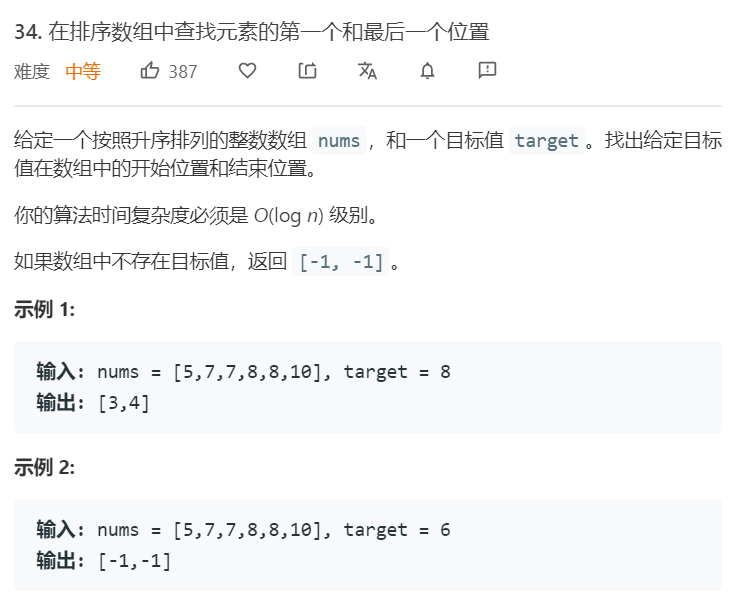 34. 在排序数组中查找元素的第一个和最后一个位置
难度 中等 387
给定一个按照升序排列的整数数组 nums，和一个目标值 target。找出给定目标
值在数组中的开始位置和结束位置。
你的算法时间复杂度必须是 O(log n) 级别。
如果数组中不存在目标值，返回 [-1, -1]。
示例 1:
输入: nums = [5,7,7,8,8,10], target = 8
输出: [3,4]
示例 2:
输入: nums = [5,7,7,8,8,10], target = 6
输出: [-1,-1]